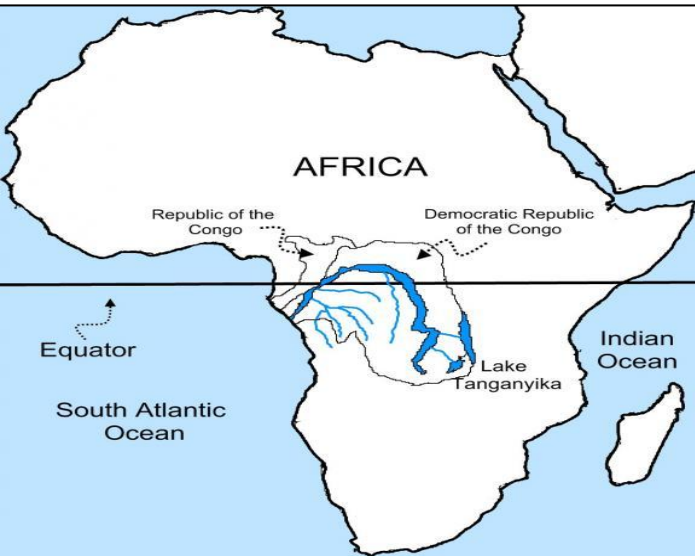 AFRICA
Republic of the
Congo
Democratic Republic
of the Congo
Equator
Indian
Ocean
Lake
Tanganyika
South Atlantic
Ocean